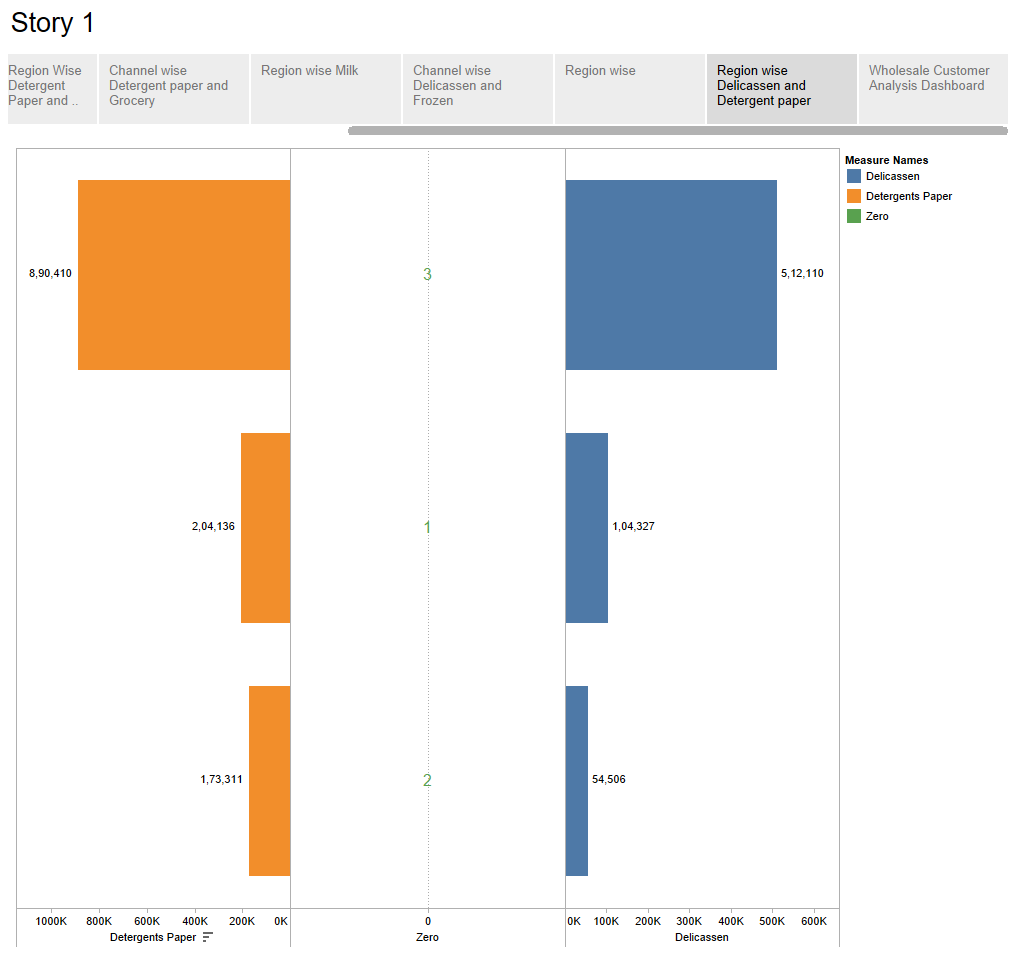 Story 1
Region Wise
Detergent
Paper and ..
Channel wise
Detergent paper and
Grocery
Region wise Milk
Channel wise
Delicassen and
Frozen
Region wise
Region wise
Delicassen and
Detergent paper
Wholesale Customer
Analysis Dashboard
Measure Names
Delicassen
Detergents Paper
Zero
8,90,410
3
5,12,110
2,04,136
1
1,04,327
1,73,311
2
54,506
1000K 800K 600K 400K 200K 0K
0
0K 100K 200K 300K 400K 500K 600K
Detergents Paper
Zero
Delicassen